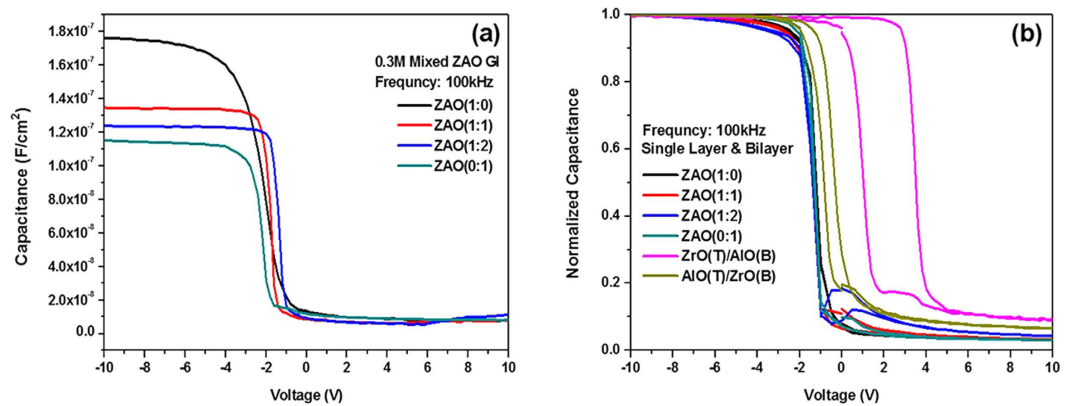 (a)
0.3M Mixed ZAO GI
Frequncy: 100kHz
ZAO(1:0)
ZAO(1:1)
ZAO(1:2)
ZAO(0:1)
1.8x10⁻⁷
1.6x10⁻⁷
1.4x10⁻⁷
1.2x10⁻⁷
1.0x10⁻⁷
8.0x10⁻⁸
6.0x10⁻⁸
4.0x10⁻⁸
2.0x10⁻⁸
0.0
Capacitance (F/cm²)
-10 -8 -6 -4 -2 0 2 4 6 8 10
Voltage (V)
(b)
Frequncy: 100kHz
Single Layer & Bilayer
ZAO(1:0)
ZAO(1:1)
ZAO(1:2)
ZAO(0:1)
ZrO(T)/AlO(B)
AlO(T)/ZrO(B)
1.0
0.8
0.6
0.4
0.2
0.0
Normalized Capacitance
-10 -8 -6 -4 -2 0 2 4 6 8 10
Voltage (V)